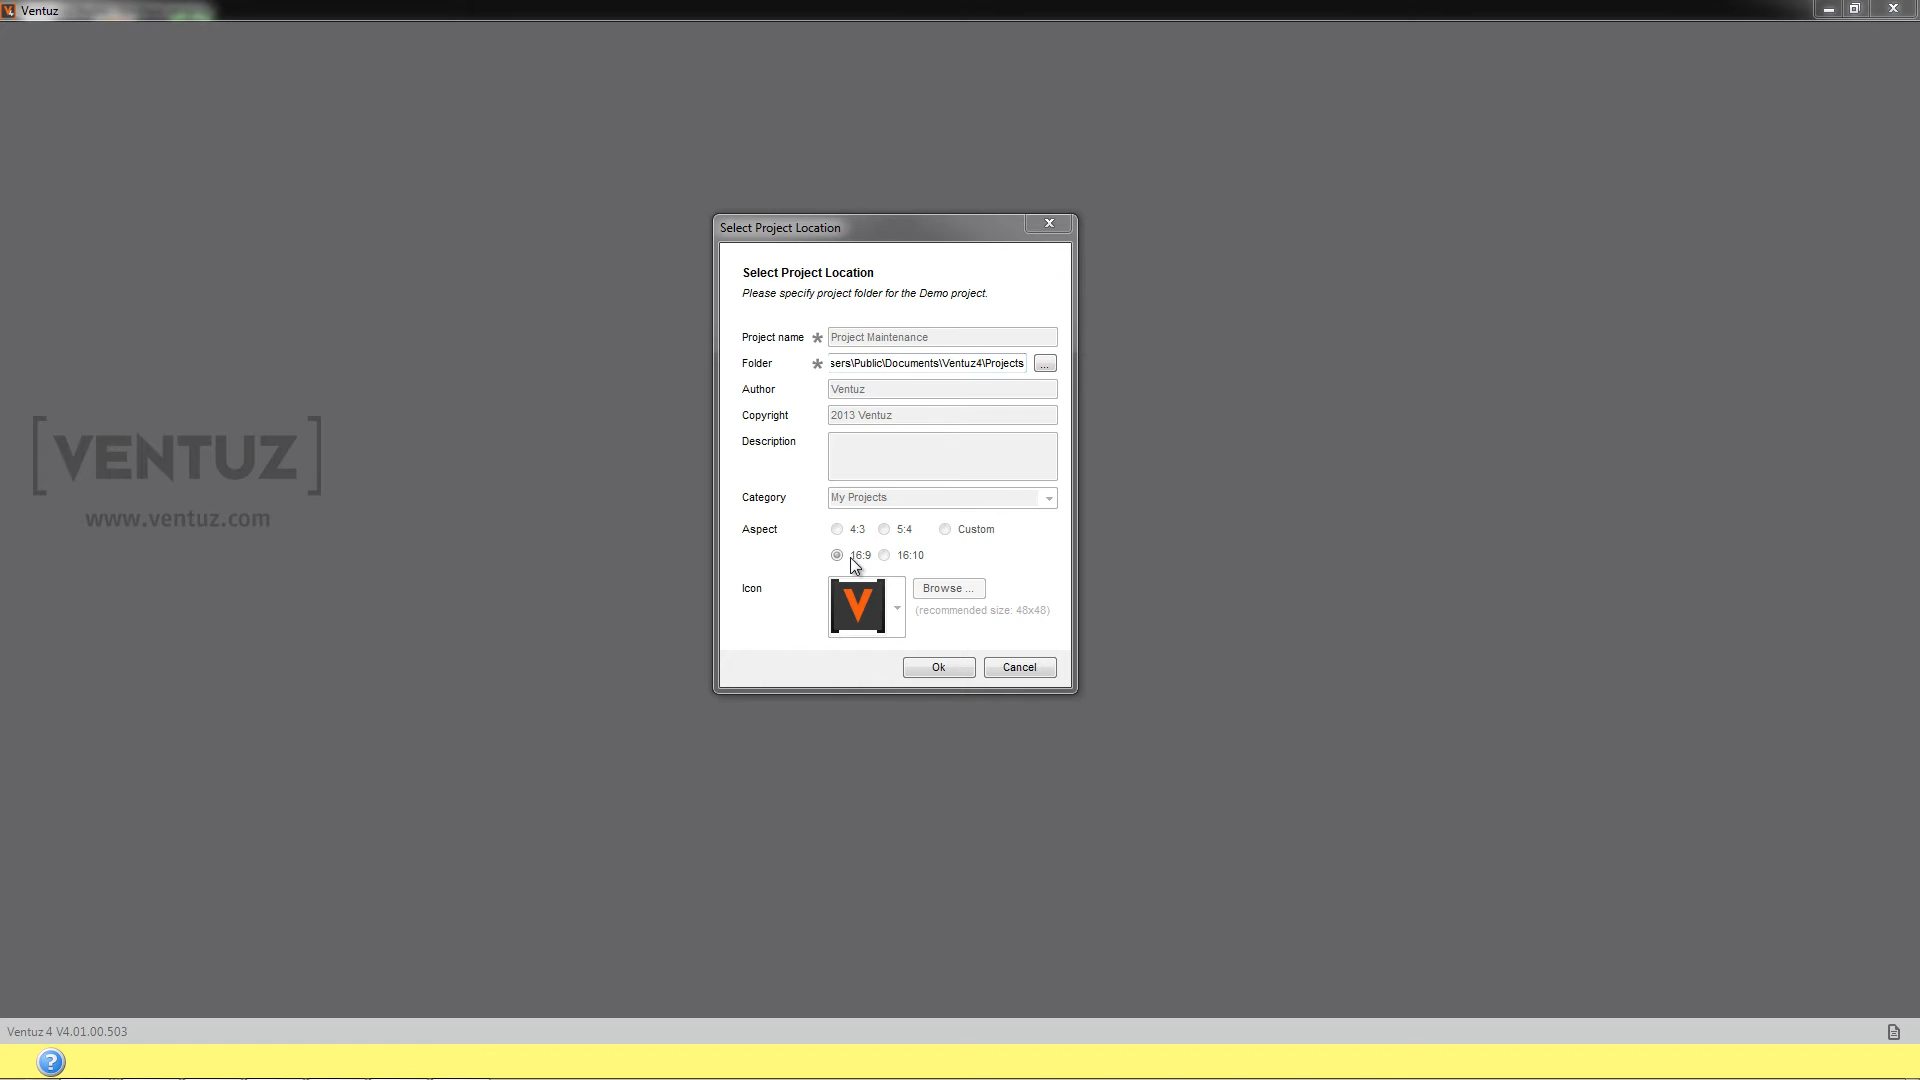 Ventuz
Select Project Location
Select Project Location
Please specify project folder for the Demo project.
Project name * Project Maintenance
Folder * sers\Public\Documents\Ventuz4\Projects ...
Author Ventuz
Copyright 2013 Ventuz
Description
Category My Projects
Aspect 4:3 5:4 Custom
16:9 16:10
Icon V Browse ...
(recommended size: 48x48)
Ok Cancel
[VENTUZ]
www.ventuz.com
Ventuz 4 V4.01.00.503
?